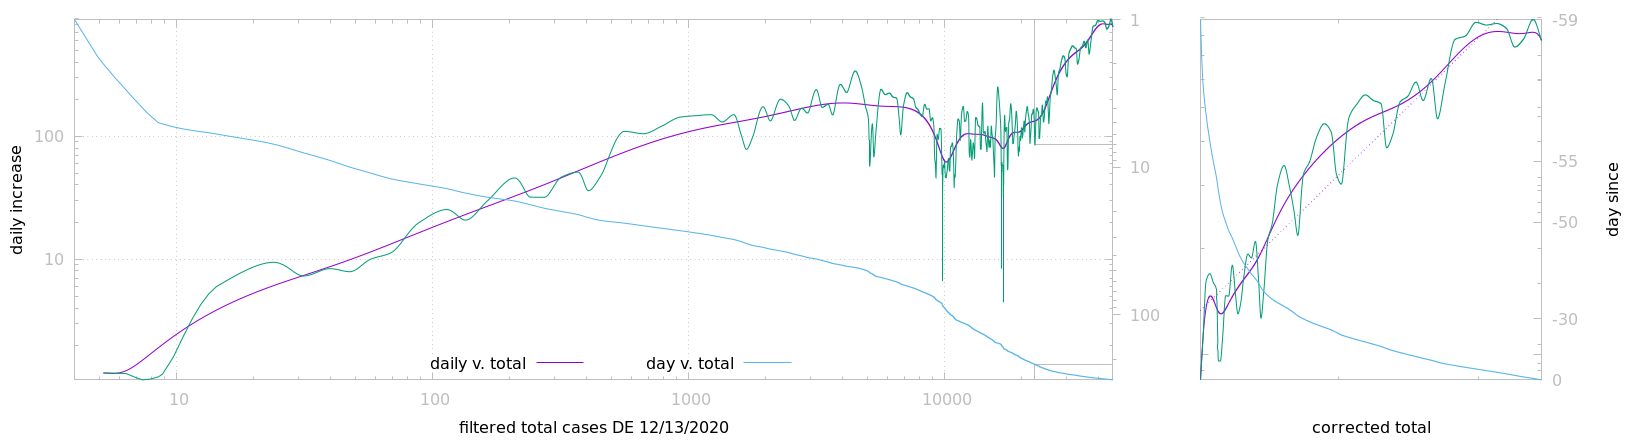 daily increase
100
10
daily v. total
day v. total
10
100
1000
10000
filtered total cases DE 12/13/2020
1
10
100
-59
-55
-50
-30
0
day since
corrected total